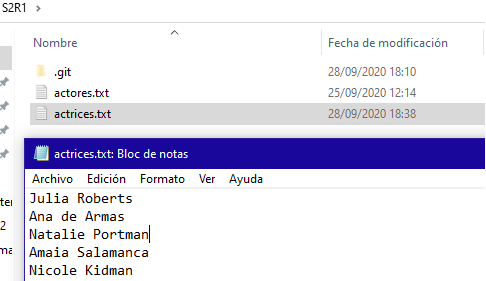 S2R1
Nombre Fecha de modificación
.git 28/09/2020 18:10
actores.txt 25/09/2020 12:14
actrices.txt 28/09/2020 18:38
actrices.txt: Bloc de notas
Archivo Edición Formato Ver Ayuda
Julia Roberts
Ana de Armas
Natalie Portman
Amaia Salamanca
Nicole Kidman